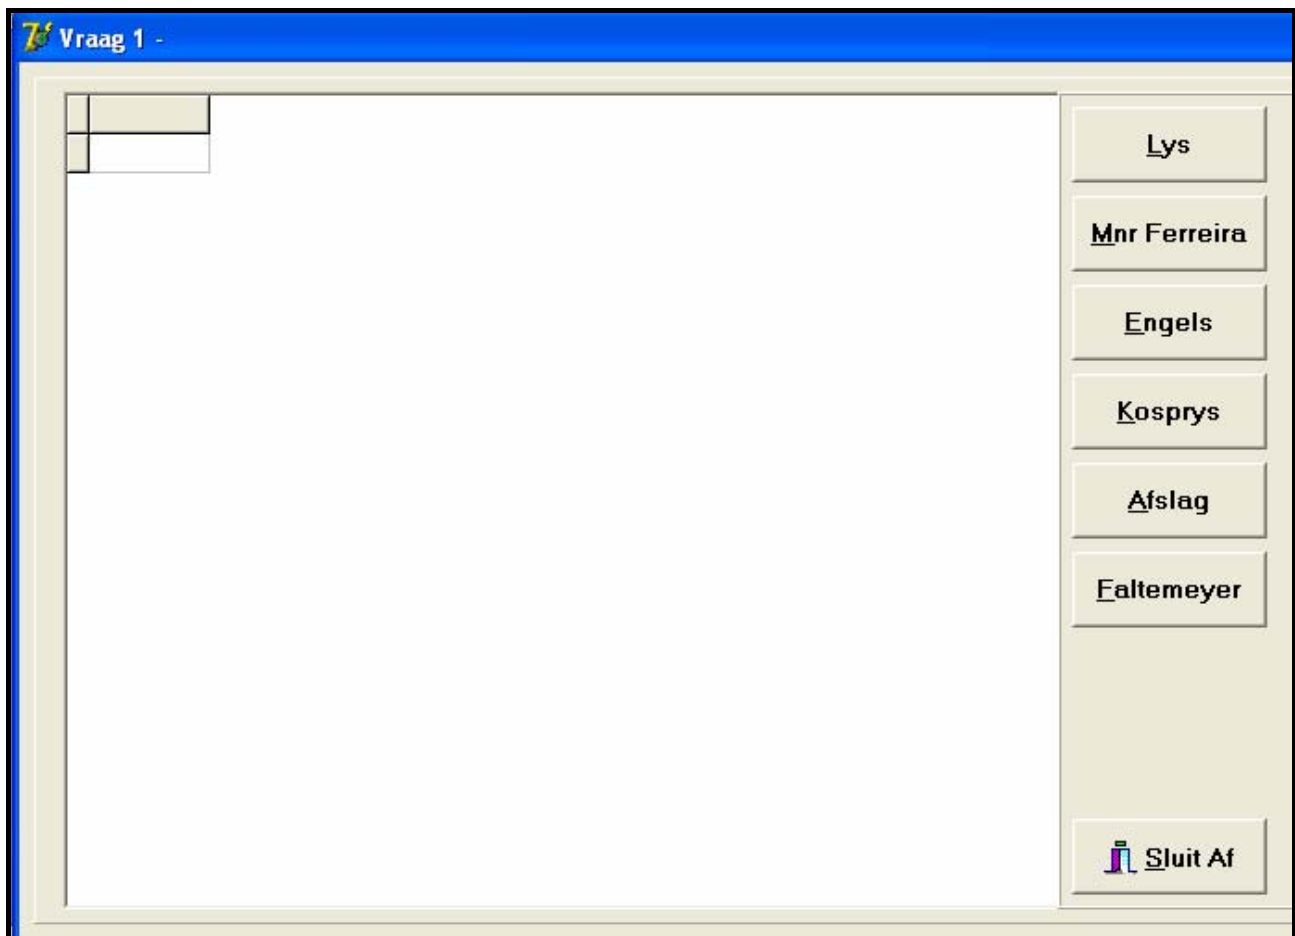 Vraag 1 -
Lys
Mnr Ferreira
Engels
Kosprys
Afslag
Faltemeyer
Sluit Af